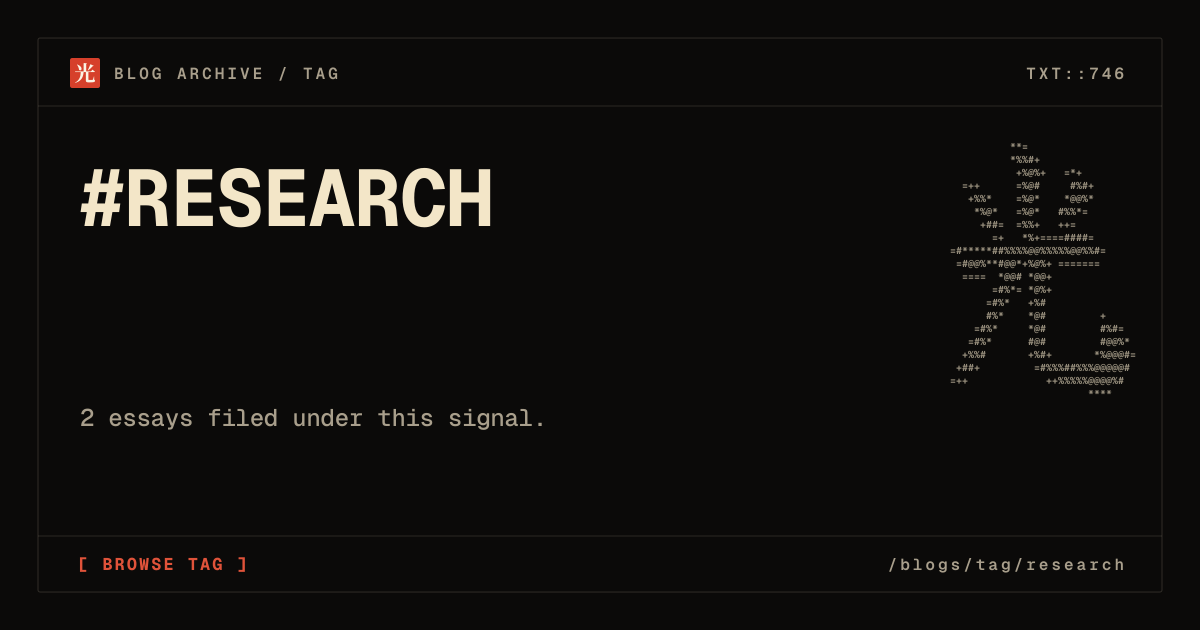 光 BLOG ARCHIVE / TAG
TXT::746
#RESEARCH
2 essays filed under this signal.
[ BROWSE TAG ]
/blogs/tag/research